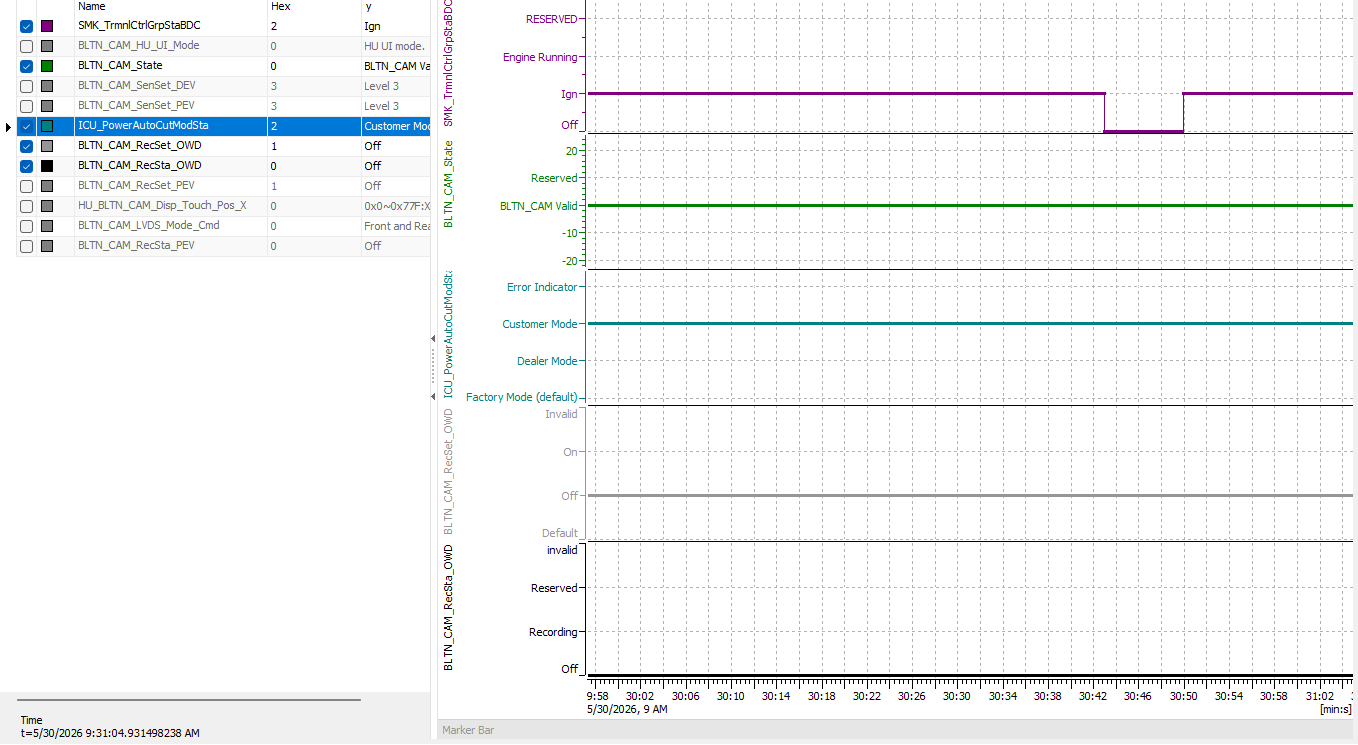 Name Hex y
SMK_TrmnlCtrlGrpStaBDC 2 Ign
BLTN_CAM_HU_UI_Mode 0 HU UI mode.
BLTN_CAM_State 0 BLTN_CAM Va
BLTN_CAM_SenSet_DEV 3 Level 3
BLTN_CAM_SenSet_PEV 3 Level 3
ICU_PowerAutoCutModSta 2 Customer Mod
BLTN_CAM_RecSet_OWD 1 Off
BLTN_CAM_RecSta_OWD 0 Off
BLTN_CAM_RecSet_PEV 1 Off
HU_BLTN_CAM_Disp_Touch_Pos_X 0 0x0~0x77F:X
BLTN_CAM_LVDS_Mode_Cmd 0 Front and Rea
BLTN_CAM_RecSta_PEV 0 Off
Time
t=5/30/2026 9:31:04.931498238 AM
SMK_TrmnlCtrlGrpStaBDC
RESERVED
Engine Running
Ign
Off
BLTN_CAM_State
20
Reserved
BLTN_CAM Valid
-10
-20
ICU_PowerAutoCutModSta
Error Indicator
Customer Mode
Dealer Mode
Factory Mode (default)
BLTN_CAM_RecSet_OWD
Invalid
On
Off
Default
BLTN_CAM_RecSta_OWD
invalid
Reserved
Recording
Off
9:58 30:02 30:06 30:10 30:14 30:18 30:22 30:26 30:30 30:34 30:38 30:42 30:46 30:50 30:54 30:58 31:02
5/30/2026, 9 AM [min:s]
Marker Bar